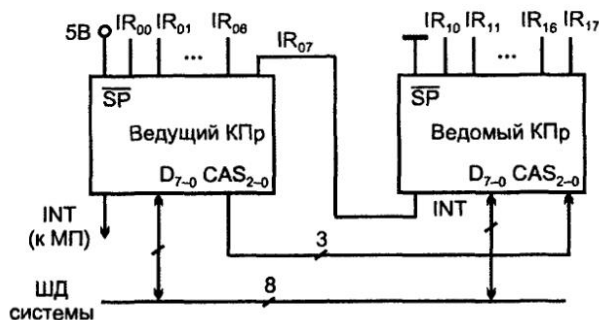 5В IR₀₀ IR₀₁ ... IR₀₆ IR₀₇ IR₁₀ IR₁₁ ... IR₁₆ IR₁₇
SP SP
Ведущий КПр Ведомый КПр
D₇₋₀ CAS₂₋₀ D₇₋₀ CAS₂₋₀
INT INT
(к МП)
3
ШД 8
системы